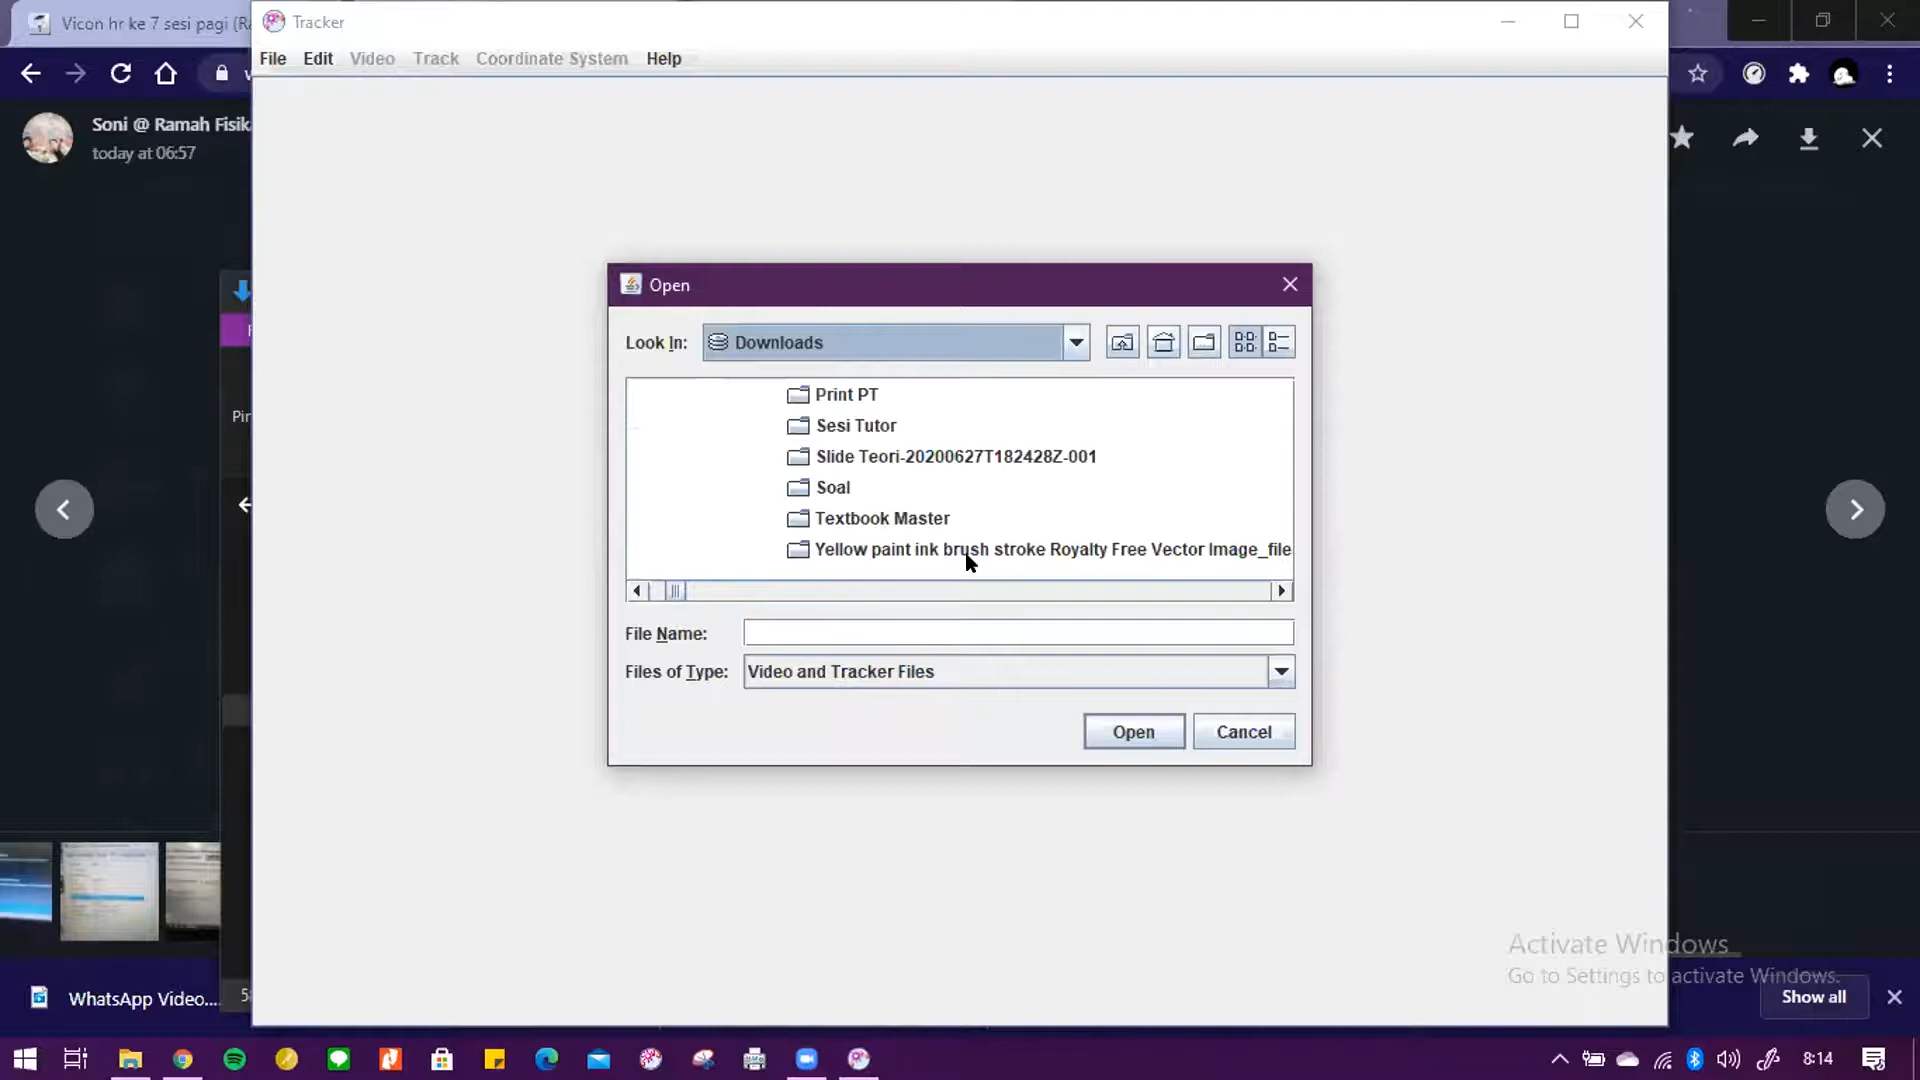 Vicon hr ke 7 sesi pagi (Ra
Tracker
File Edit Video Track Coordinate System Help
Soni @ Ramah Fisik
today at 06:57
Open
Look In: Downloads
Print PT
Sesi Tutor
Slide Teori-20200627T182428Z-001
Soal
Textbook Master
Yellow paint ink brush stroke Royalty Free Vector Image_file
File Name:
Files of Type: Video and Tracker Files
Open Cancel
Pin
Activate Windows
Go to Settings to activate Windows.
WhatsApp Video....
Show all
8:14